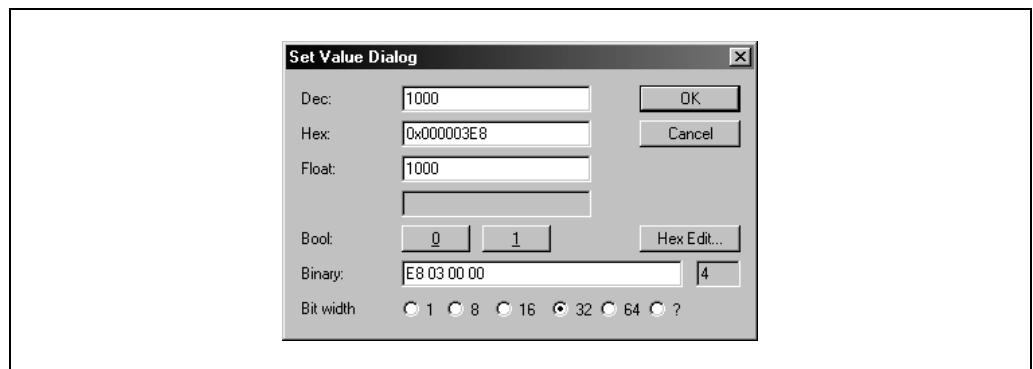 Set Value Dialog
Dec: 1000 OK
Hex: 0x000003E8 Cancel
Float: 1000
Bool: 0 1 Hex Edit...
Binary: E8 03 00 00 4
Bit width 1 8 16 32 64 ?